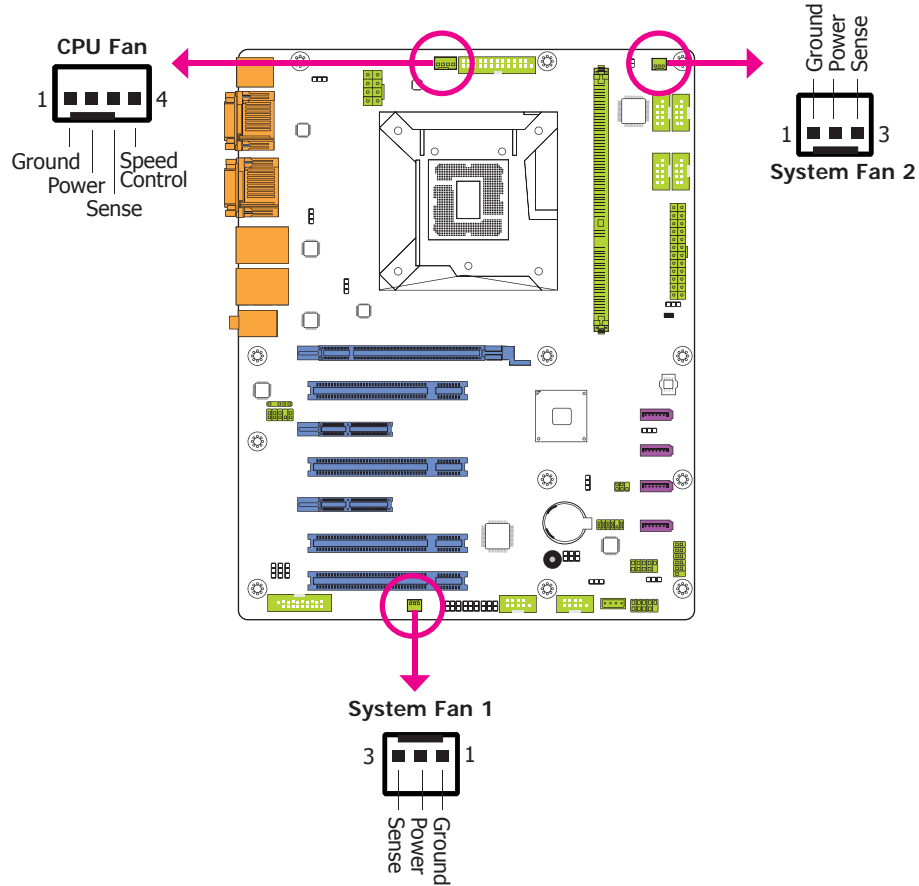 CPU Fan
1 4
Ground
Power
Sense
Speed
Control
Ground
Power
Sense
1 3
System Fan 2
System Fan 1
3 1
Sense
Power
Ground